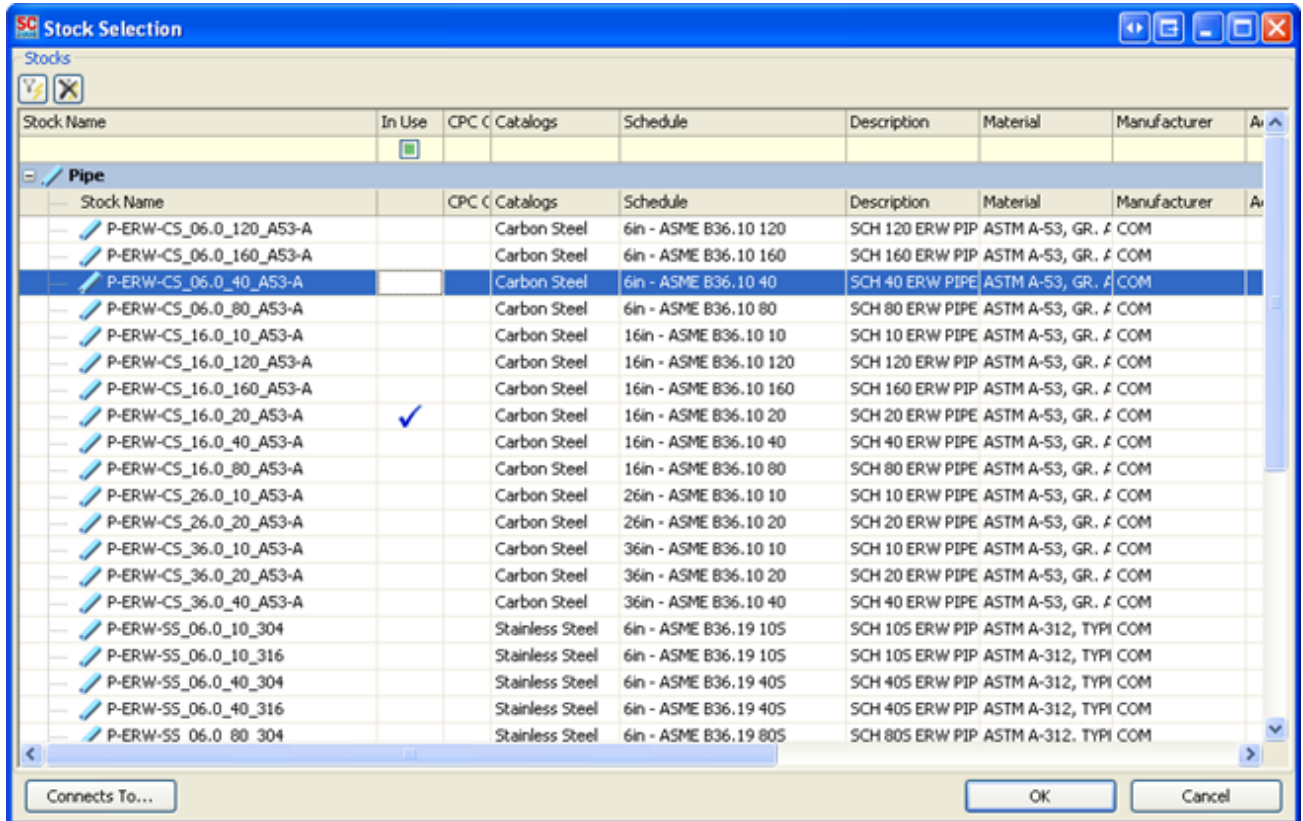 SC Stock Selection
Stocks
Stock Name In Use CPC C Catalogs Schedule Description Material Manufacturer
Pipe
Stock Name CPC C Catalogs Schedule Description Material Manufacturer
P-ERW-CS_06.0_120_A53-A Carbon Steel 6in - ASME B36.10 120 SCH 120 ERW PIP ASTM A-53, GR. A COM
P-ERW-CS_06.0_160_A53-A Carbon Steel 6in - ASME B36.10 160 SCH 160 ERW PIP ASTM A-53, GR. A COM
P-ERW-CS_06.0_40_A53-A Carbon Steel 6in - ASME B36.10 40 SCH 40 ERW PIPE ASTM A-53, GR. A COM
P-ERW-CS_06.0_80_A53-A Carbon Steel 6in - ASME B36.10 80 SCH 80 ERW PIPE ASTM A-53, GR. A COM
P-ERW-CS_16.0_10_A53-A Carbon Steel 16in - ASME B36.10 10 SCH 10 ERW PIPE ASTM A-53, GR. A COM
P-ERW-CS_16.0_120_A53-A Carbon Steel 16in - ASME B36.10 120 SCH 120 ERW PIP ASTM A-53, GR. A COM
P-ERW-CS_16.0_160_A53-A Carbon Steel 16in - ASME B36.10 160 SCH 160 ERW PIP ASTM A-53, GR. A COM
P-ERW-CS_16.0_20_A53-A Carbon Steel 16in - ASME B36.10 20 SCH 20 ERW PIPE ASTM A-53, GR. A COM
P-ERW-CS_16.0_40_A53-A Carbon Steel 16in - ASME B36.10 40 SCH 40 ERW PIPE ASTM A-53, GR. A COM
P-ERW-CS_16.0_80_A53-A Carbon Steel 16in - ASME B36.10 80 SCH 80 ERW PIPE ASTM A-53, GR. A COM
P-ERW-CS_26.0_10_A53-A Carbon Steel 26in - ASME B36.10 10 SCH 10 ERW PIPE ASTM A-53, GR. A COM
P-ERW-CS_26.0_20_A53-A Carbon Steel 26in - ASME B36.10 20 SCH 20 ERW PIPE ASTM A-53, GR. A COM
P-ERW-CS_36.0_10_A53-A Carbon Steel 36in - ASME B36.10 10 SCH 10 ERW PIPE ASTM A-53, GR. A COM
P-ERW-CS_36.0_20_A53-A Carbon Steel 36in - ASME B36.10 20 SCH 20 ERW PIPE ASTM A-53, GR. A COM
P-ERW-CS_36.0_40_A53-A Carbon Steel 36in - ASME B36.10 40 SCH 40 ERW PIPE ASTM A-53, GR. A COM
P-ERW-SS_06.0_10_304 Stainless Steel 6in - ASME B36.19 10S SCH 10S ERW PIP ASTM A-312, TYPI COM
P-ERW-SS_06.0_10_316 Stainless Steel 6in - ASME B36.19 10S SCH 10S ERW PIP ASTM A-312, TYPI COM
P-ERW-SS_06.0_40_304 Stainless Steel 6in - ASME B36.19 40S SCH 40S ERW PIP ASTM A-312, TYPI COM
P-ERW-SS_06.0_40_316 Stainless Steel 6in - ASME B36.19 40S SCH 40S ERW PIP ASTM A-312, TYPI COM
P-ERW-SS_06.0_80_304 Stainless Steel 6in - ASME B36.19 80S SCH 80S ERW PIP ASTM A-312, TYPI COM
Connects To... OK Cancel